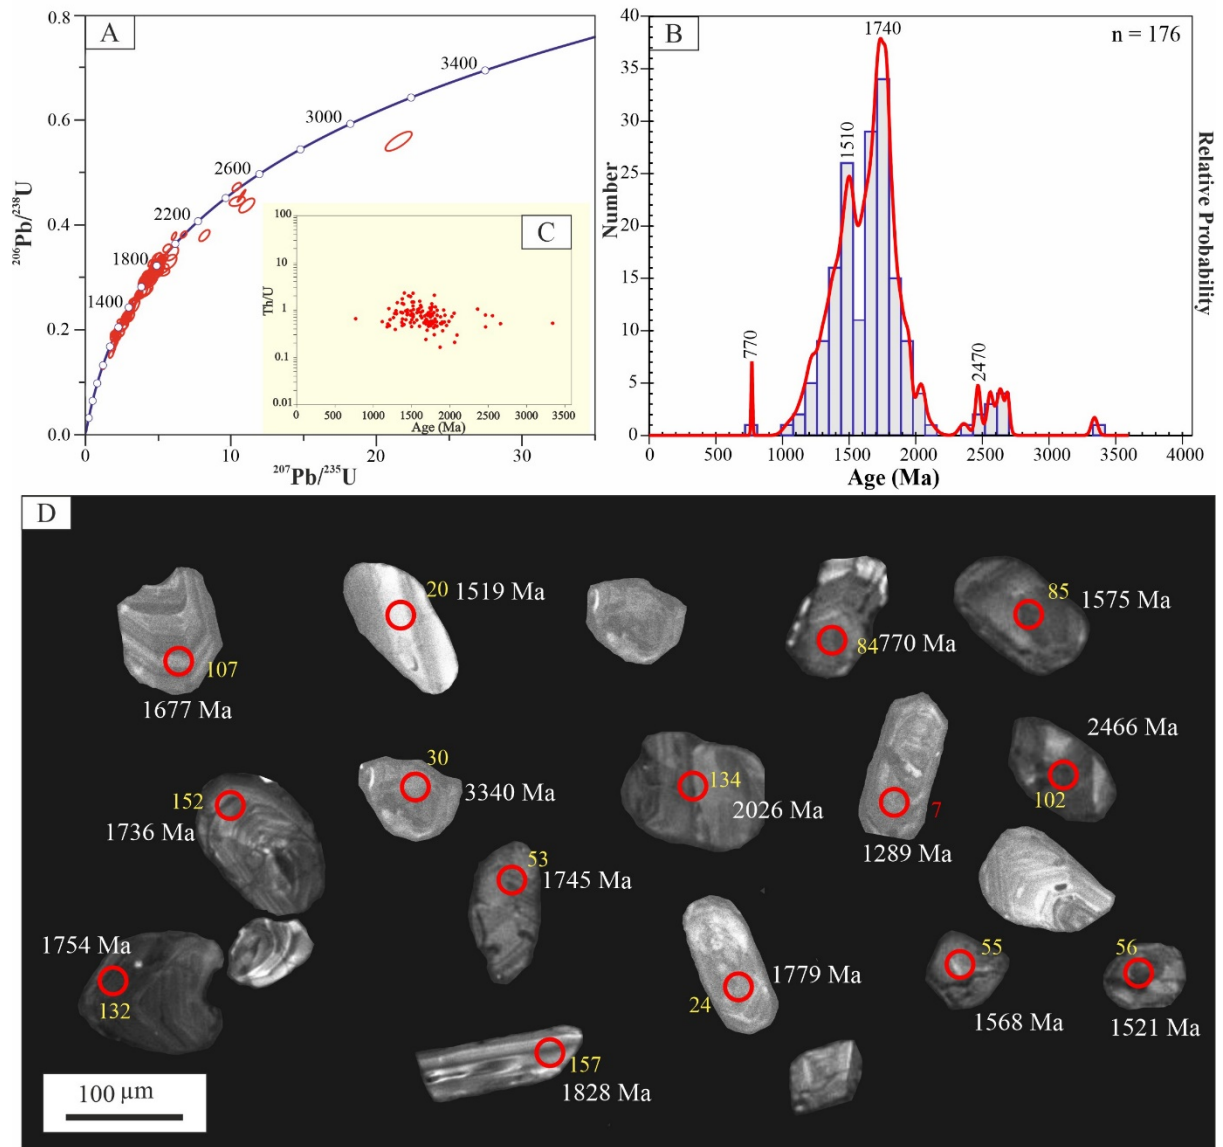 A
0.8
0.6
0.4
0.2
0.0
²⁰⁶Pb/²³⁸U
3400
3000
2600
2200
1800
1400
0
10
20
30
²⁰⁷Pb/²³⁵U
C
100
10
1
0.1
0.01
Th/U
0
500
1000
1500
2000
2500
3000
3500
Age (Ma)
B
n = 176
40
35
30
25
20
15
10
5
0
Number
Relative Probability
770
1510
1740
2470
0
500
1000
1500
2000
2500
3000
3500
4000
Age (Ma)
D
107
1677 Ma
20
1519 Ma
84
770 Ma
85
1575 Ma
152
1736 Ma
30
3340 Ma
134
2026 Ma
7
1289 Ma
2466 Ma
102
53
1745 Ma
1754 Ma
132
1779 Ma
24
55
1568 Ma
56
1521 Ma
157
1828 Ma
100 µm